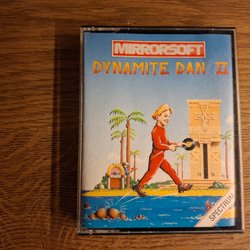 MIRRORSOFT
DYNAMITE DAN II
SPECTRUM